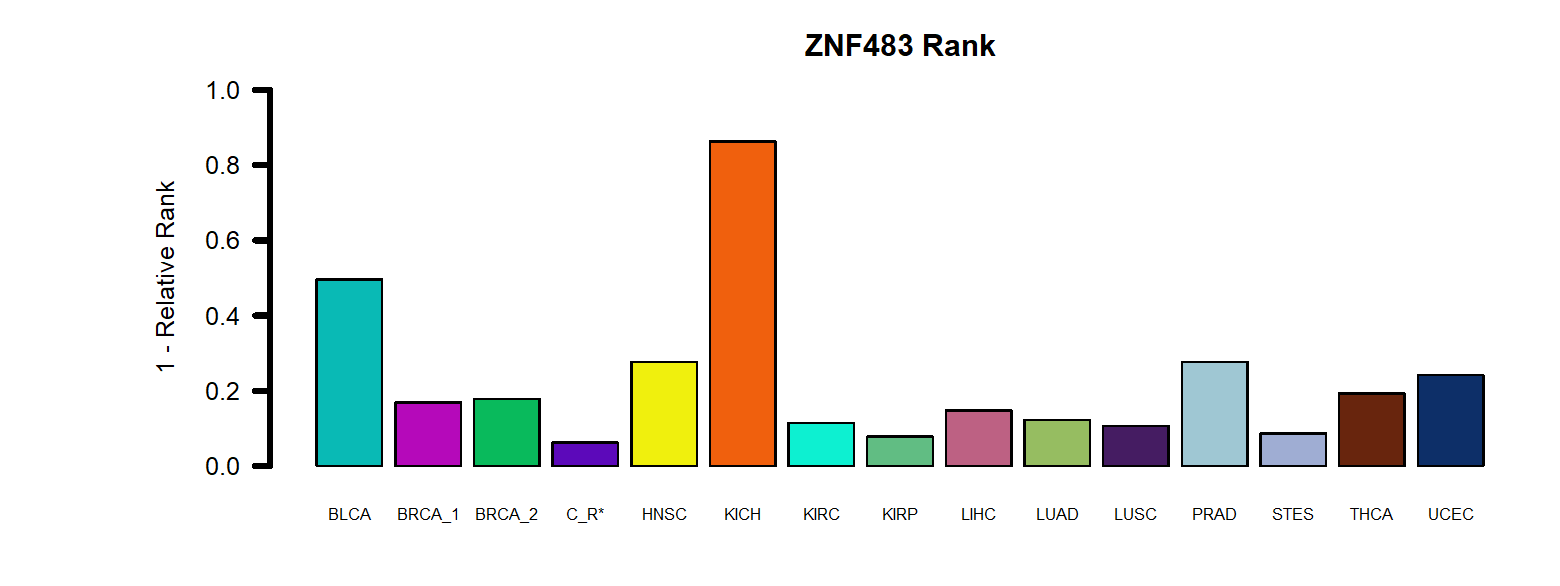 ZNF483 Rank
1 - Relative Rank
1.0
0.8
0.6
0.4
0.2
0.0
BLCA BRCA_1 BRCA_2 C_R* HNSC KICH KIRC KIRP LIHC LUAD LUSC PRAD STES THCA UCEC